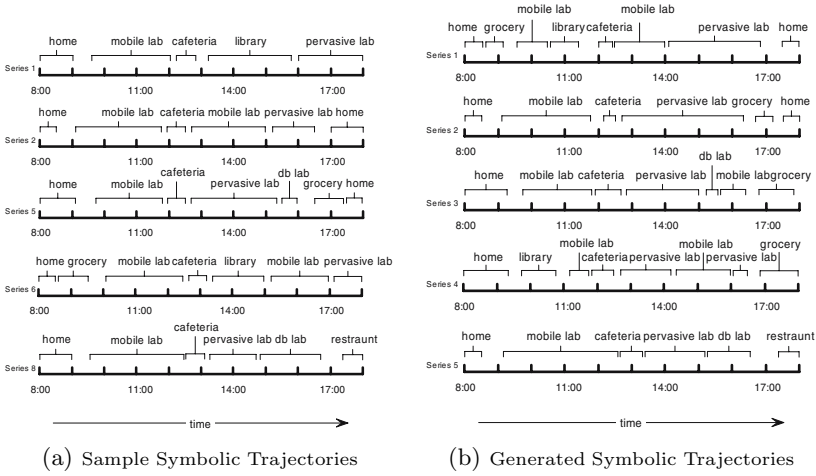 home mobile lab cafeteria library pervasive lab
Series 1
8:00 11:00 14:00 17:00
home mobile lab cafeteria mobile lab pervasive lab home
Series 2
8:00 11:00 14:00 17:00
cafeteria db lab
home mobile lab pervasive lab grocery home
Series 5
8:00 11:00 14:00 17:00
home grocery mobile lab cafeteria library mobile lab pervasive lab
Series 6
8:00 11:00 14:00 17:00
cafeteria
home mobile lab pervasive lab db lab restraunt
Series 8
8:00 11:00 14:00 17:00
time
(a) Sample Symbolic Trajectories
mobile lab mobile lab
home grocery library cafeteria pervasive lab home
Series 1
8:00 11:00 14:00 17:00
home mobile lab cafeteria pervasive lab grocery home
Series 2
8:00 11:00 14:00 17:00
db lab
home mobile lab cafeteria pervasive lab mobile lab grocery
Series 3
8:00 11:00 14:00 17:00
mobile lab mobile lab grocery
home library cafeteria pervasive lab pervasive lab
Series 4
8:00 11:00 14:00 17:00
home mobile lab cafeteria pervasive lab db lab restraunt
Series 5
8:00 11:00 14:00 17:00
time
(b) Generated Symbolic Trajectories